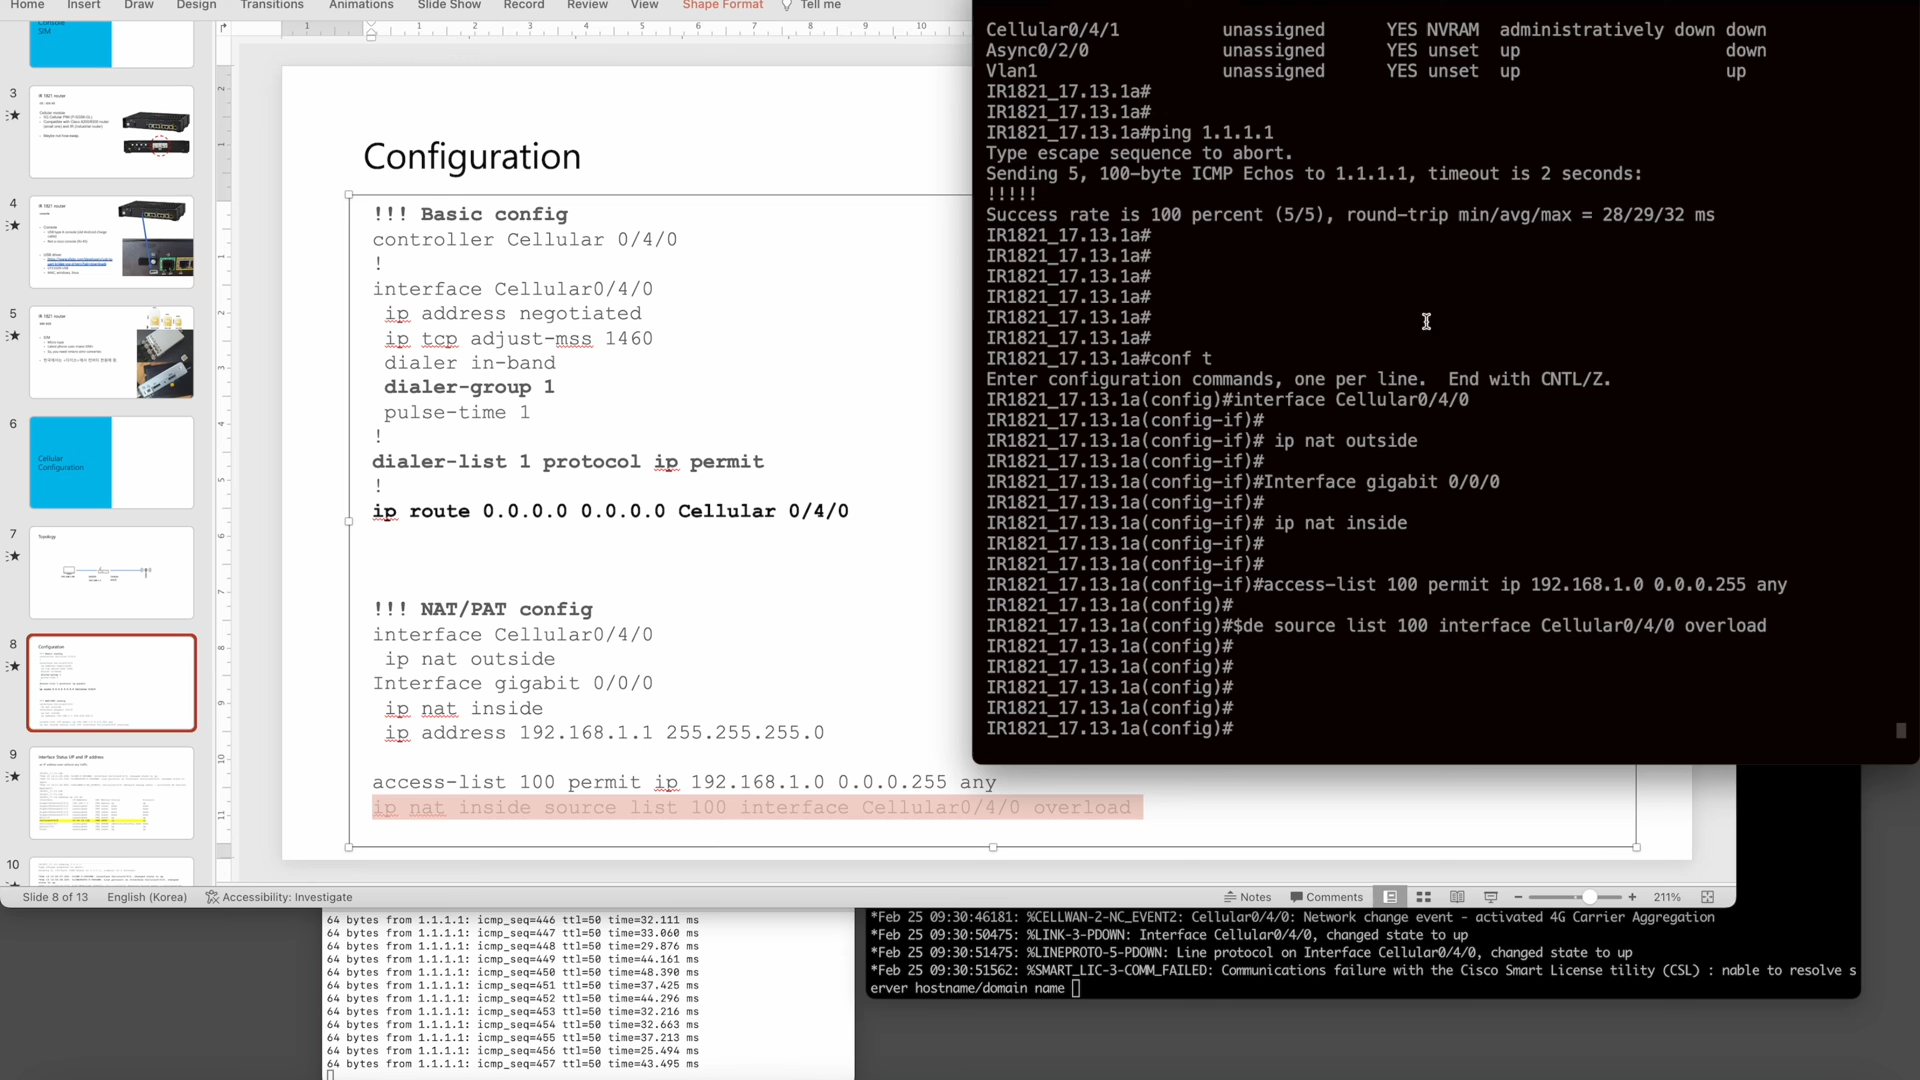 Home Insert Draw Design Transitions Animations Slide Show Record Review View Shape Format Tell me
Console
SIM
3
IR 1821 router
4
IR 1821 router
console
5
IR 1821 router
6
Cellular
Configuration
7
Topology
8
Configuration
9
Interface Status UP and IP address
10
Configuration
!!! Basic config
controller Cellular 0/4/0
!
interface Cellular0/4/0
ip address negotiated
ip tcp adjust-mss 1460
dialer in-band
dialer-group 1
pulse-time 1
!
dialer-list 1 protocol ip permit
!
ip route 0.0.0.0 0.0.0.0 Cellular 0/4/0
!!! NAT/PAT config
interface Cellular0/4/0
ip nat outside
Interface gigabit 0/0/0
ip nat inside
ip address 192.168.1.1 255.255.255.0
access-list 100 permit ip 192.168.1.0 0.0.0.255 any
ip nat inside source list 100 interface Cellular0/4/0 overload
Cellular0/4/1 unassigned YES NVRAM administratively down down
Async0/2/0 unassigned YES unset up down
Vlan1 unassigned YES unset up up
IR1821_17.13.1a#
IR1821_17.13.1a#
IR1821_17.13.1a#ping 1.1.1.1
Type escape sequence to abort.
Sending 5, 100-byte ICMP Echos to 1.1.1.1, timeout is 2 seconds:
!!!!!
Success rate is 100 percent (5/5), round-trip min/avg/max = 28/29/32 ms
IR1821_17.13.1a#
IR1821_17.13.1a#
IR1821_17.13.1a#
IR1821_17.13.1a#
IR1821_17.13.1a#
IR1821_17.13.1a#
IR1821_17.13.1a#conf t
Enter configuration commands, one per line. End with CNTL/Z.
IR1821_17.13.1a(config)#interface Cellular0/4/0
IR1821_17.13.1a(config-if)#
IR1821_17.13.1a(config-if)# ip nat outside
IR1821_17.13.1a(config-if)#
IR1821_17.13.1a(config-if)#Interface gigabit 0/0/0
IR1821_17.13.1a(config-if)#
IR1821_17.13.1a(config-if)# ip nat inside
IR1821_17.13.1a(config-if)#
IR1821_17.13.1a(config-if)#
IR1821_17.13.1a(config-if)#access-list 100 permit ip 192.168.1.0 0.0.0.255 any
IR1821_17.13.1a(config)#
IR1821_17.13.1a(config)#$de source list 100 interface Cellular0/4/0 overload
IR1821_17.13.1a(config)#
IR1821_17.13.1a(config)#
IR1821_17.13.1a(config)#
IR1821_17.13.1a(config)#
IR1821_17.13.1a(config)#
Slide 8 of 13 English (Korea) Accessibility: Investigate Notes Comments 211%
64 bytes from 1.1.1.1: icmp_seq=446 ttl=50 time=32.111 ms
64 bytes from 1.1.1.1: icmp_seq=447 ttl=50 time=33.060 ms
64 bytes from 1.1.1.1: icmp_seq=448 ttl=50 time=29.876 ms
64 bytes from 1.1.1.1: icmp_seq=449 ttl=50 time=44.161 ms
64 bytes from 1.1.1.1: icmp_seq=450 ttl=50 time=48.390 ms
64 bytes from 1.1.1.1: icmp_seq=451 ttl=50 time=37.425 ms
64 bytes from 1.1.1.1: icmp_seq=452 ttl=50 time=44.296 ms
64 bytes from 1.1.1.1: icmp_seq=453 ttl=50 time=32.216 ms
64 bytes from 1.1.1.1: icmp_seq=454 ttl=50 time=32.663 ms
64 bytes from 1.1.1.1: icmp_seq=455 ttl=50 time=37.213 ms
64 bytes from 1.1.1.1: icmp_seq=456 ttl=50 time=25.494 ms
64 bytes from 1.1.1.1: icmp_seq=457 ttl=50 time=43.495 ms
*Feb 25 09:30:46181: %CELLWAN-2-NC_EVENT2: Cellular0/4/0: Network change event - activated 4G Carrier Aggregation
*Feb 25 09:30:50475: %LINK-3-PDOWN: Interface Cellular0/4/0, changed state to up
*Feb 25 09:30:51475: %LINEPROTO-5-PDOWN: Line protocol on Interface Cellular0/4/0, changed state to up
*Feb 25 09:30:51562: %SMART_LIC-3-COMM_FAILED: Communications failure with the Cisco Smart License tility (CSL) : nable to resolve s
erver hostname/domain name